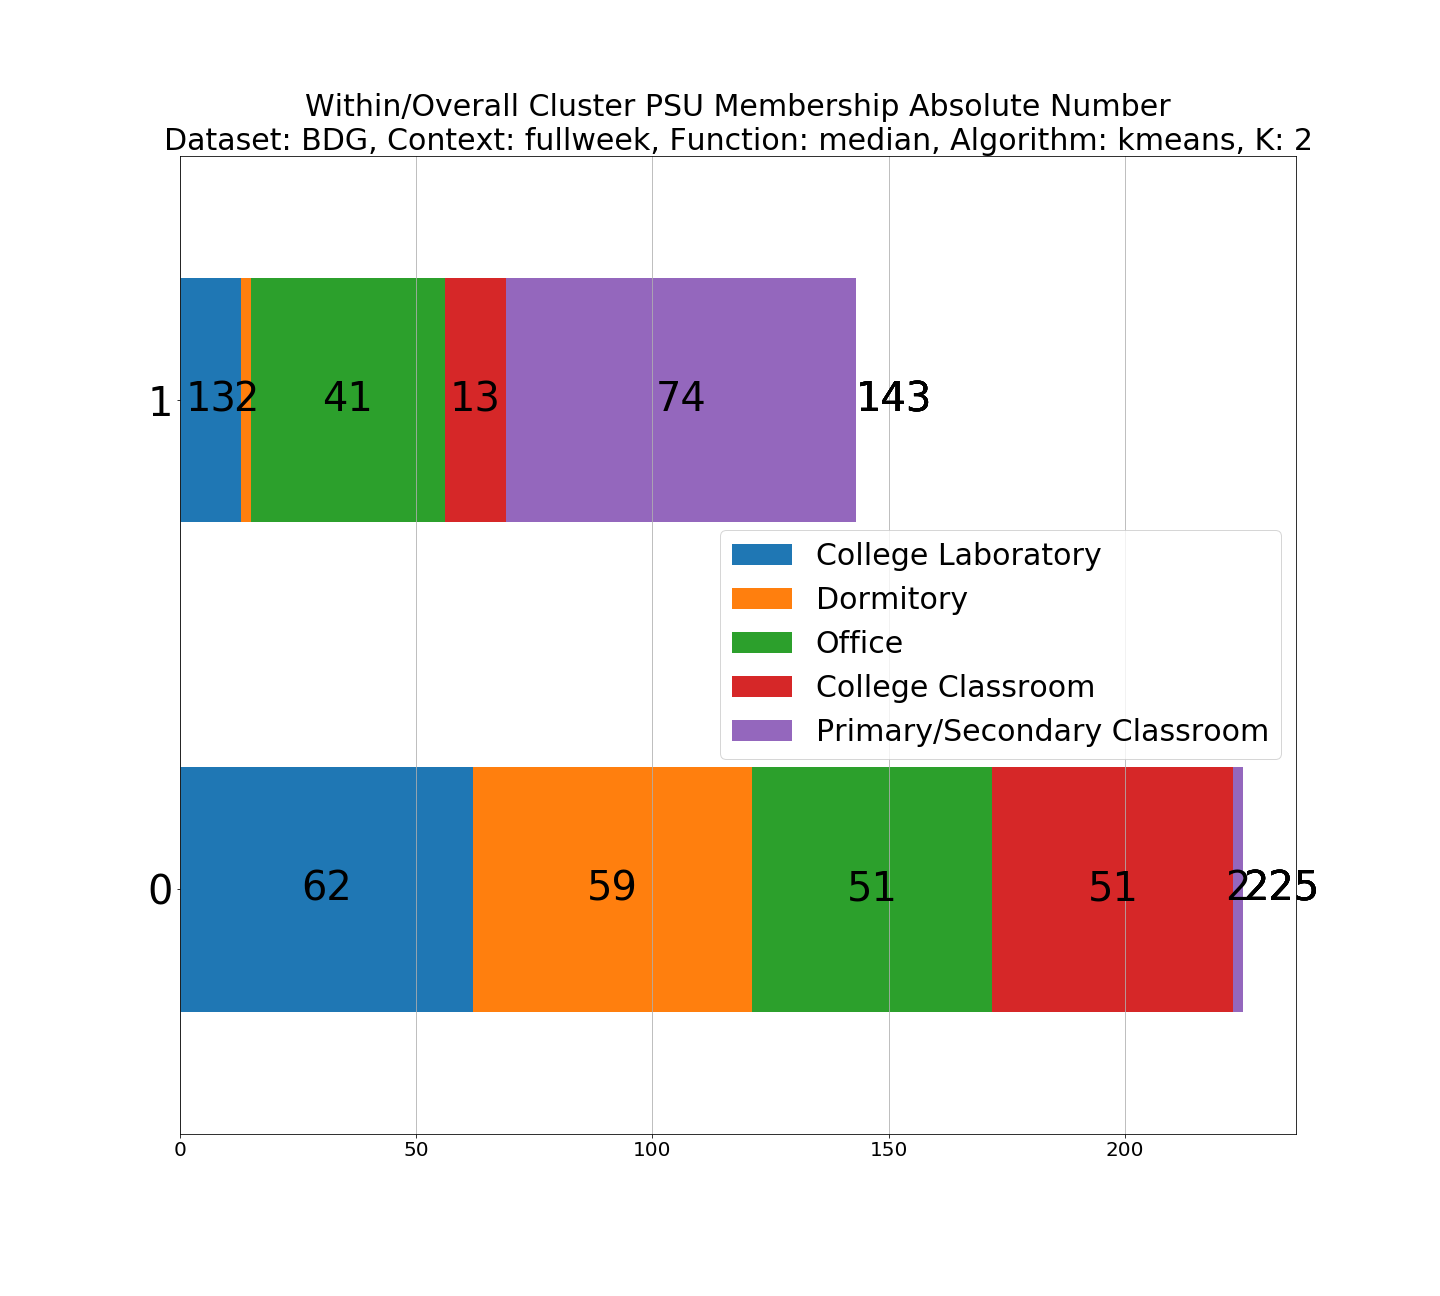 Within/Overall Cluster PSU Membership Absolute Number
Dataset: BDG, Context: fullweek, Function: median, Algorithm: kmeans, K: 2
1
13
2
41
13
74
143
College Laboratory
Dormitory
Office
College Classroom
Primary/Secondary Classroom
0
62
59
51
51
2
225
0
50
100
150
200